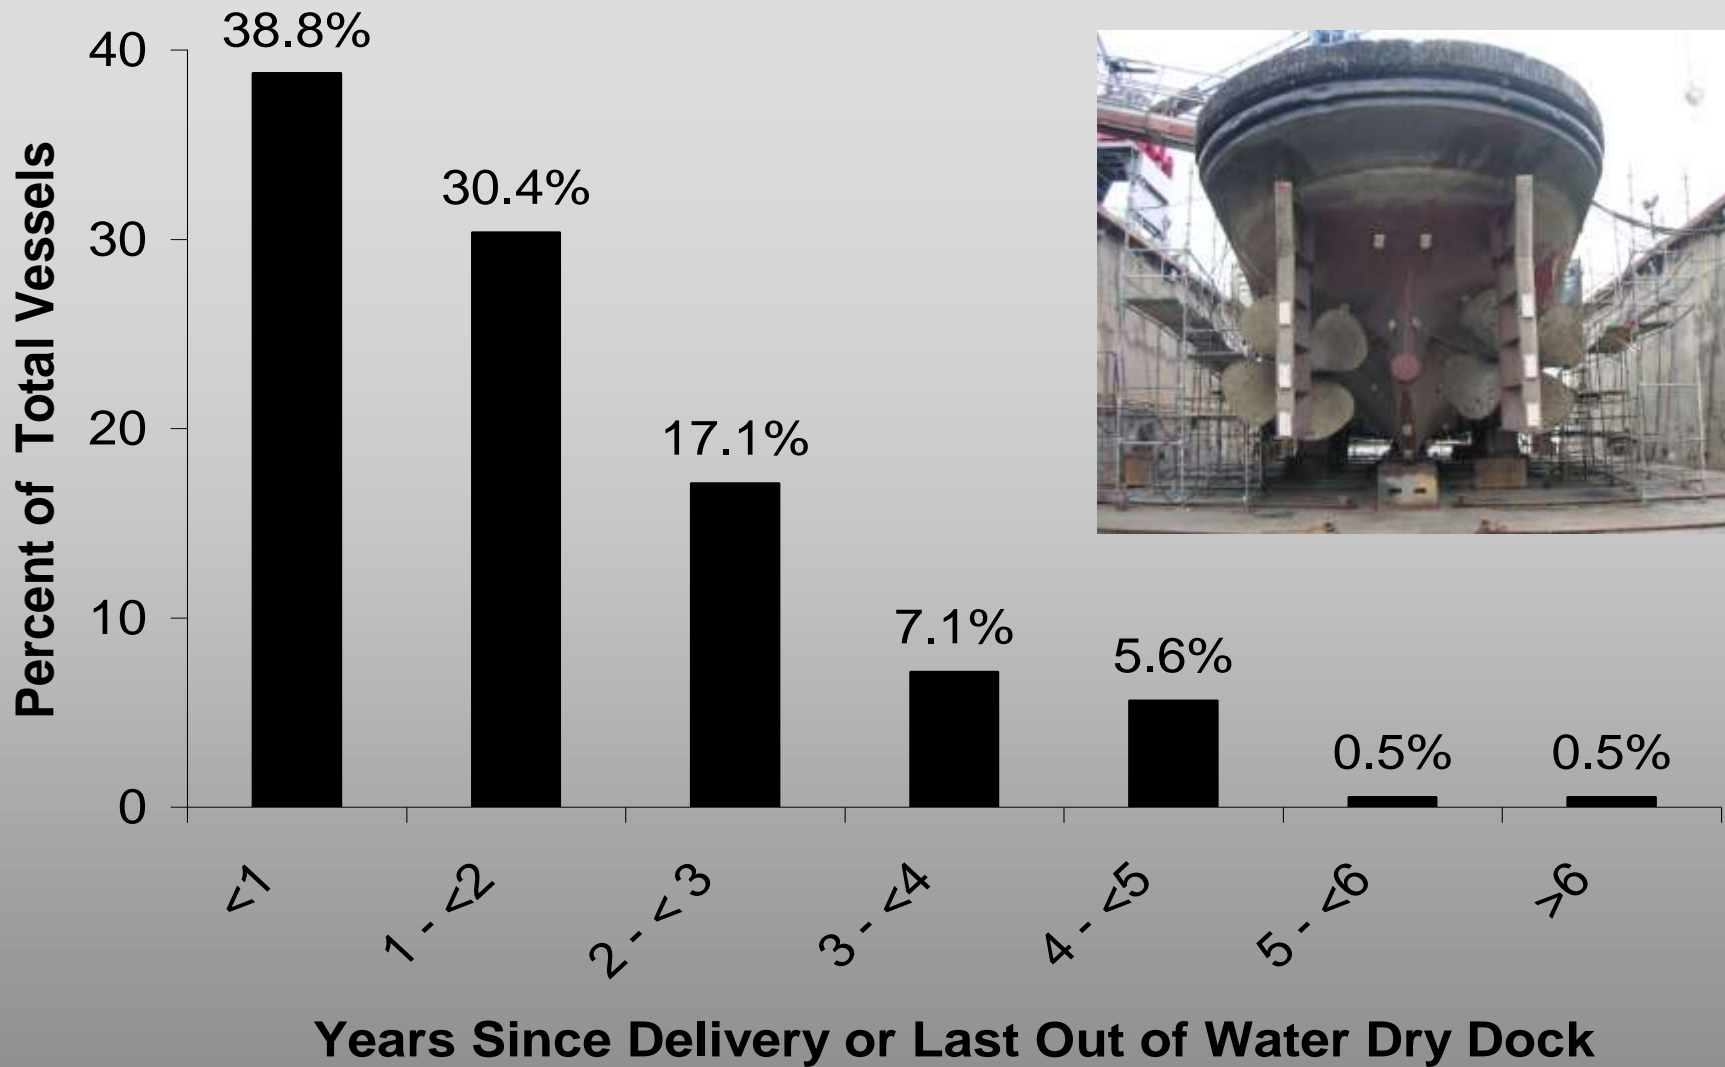 38.8%
40
30.4%
30
17.1%
20
7.1%
10
5.6%
0.5%
0.5%
0
Percent of Total Vessels
<1
1 - <2
2 - < 3
3 - <4
4 - <5
5 - <6
>6
Years Since Delivery or Last Out of Water Dry Dock